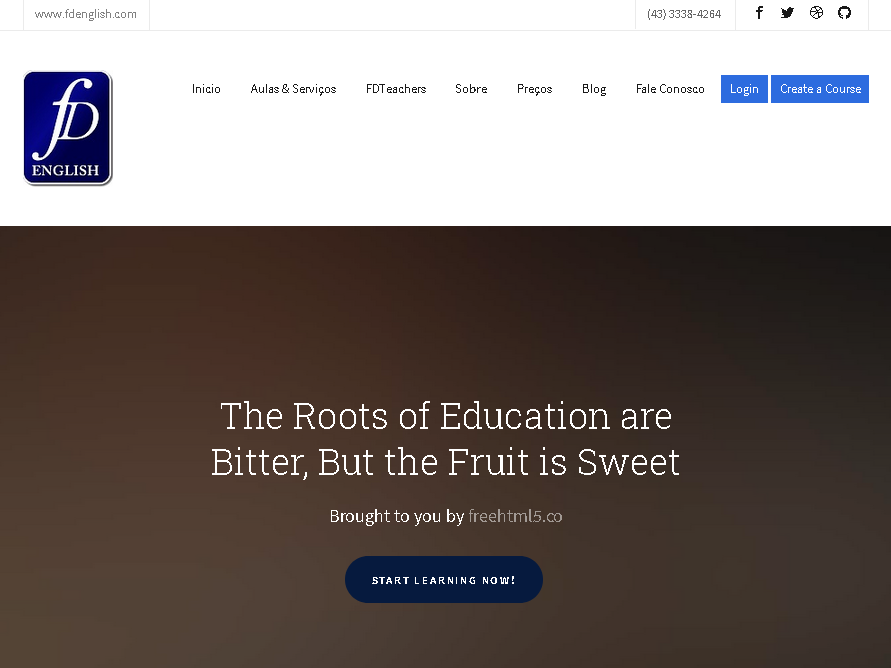 www.fdenglish.com
(43) 3338-4264
fD
ENGLISH
Inicio Aulas & Serviços FDTeachers Sobre Preços Blog Fale Conosco Login Create a Course
The Roots of Education are
Bitter, But the Fruit is Sweet
Brought to you by freehtml5.co
START LEARNING NOW!